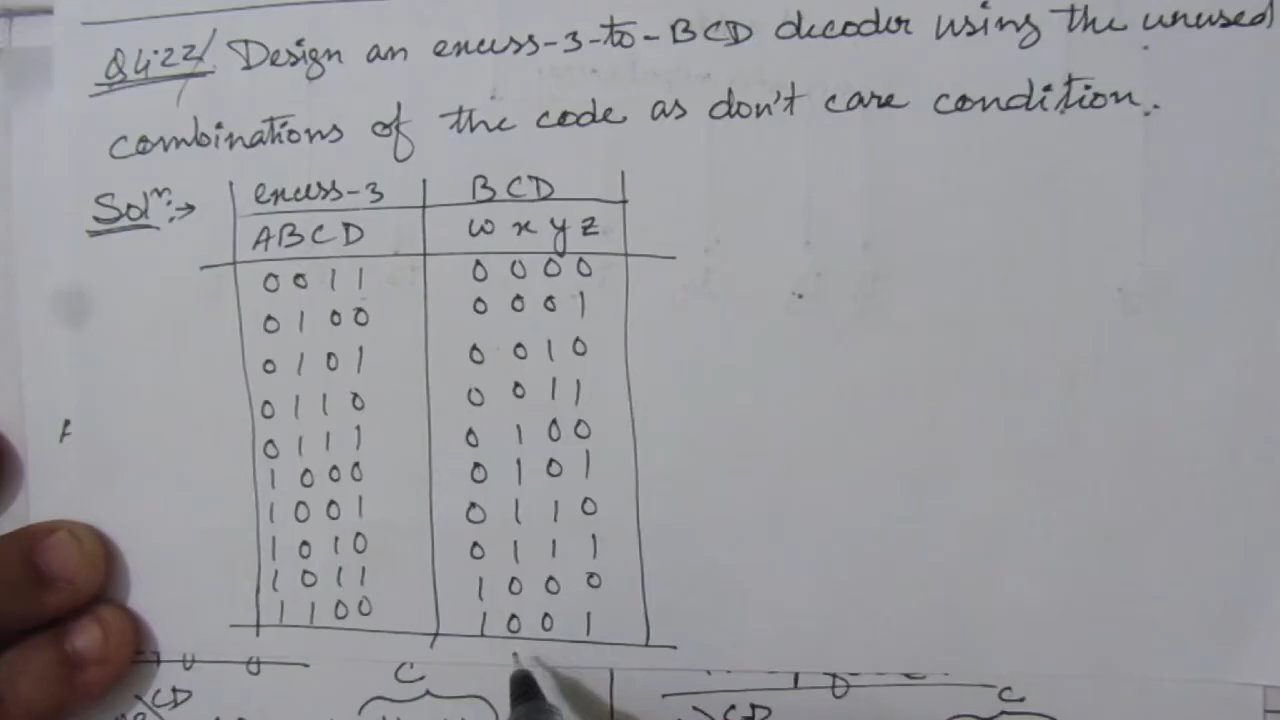 Q4.22/ Design an excess-3-to-BCD decoder using the unused
combinations of the code as don't care condition.
Solⁿ:→
excess-3 BCD
ABCD w x y z
0011 0000
0100 0001
0101 0010
0110 0011
0111 0100
1000 0101
1001 0110
1010 0111
1011 1000
1100 1001
C
CD
C
CD